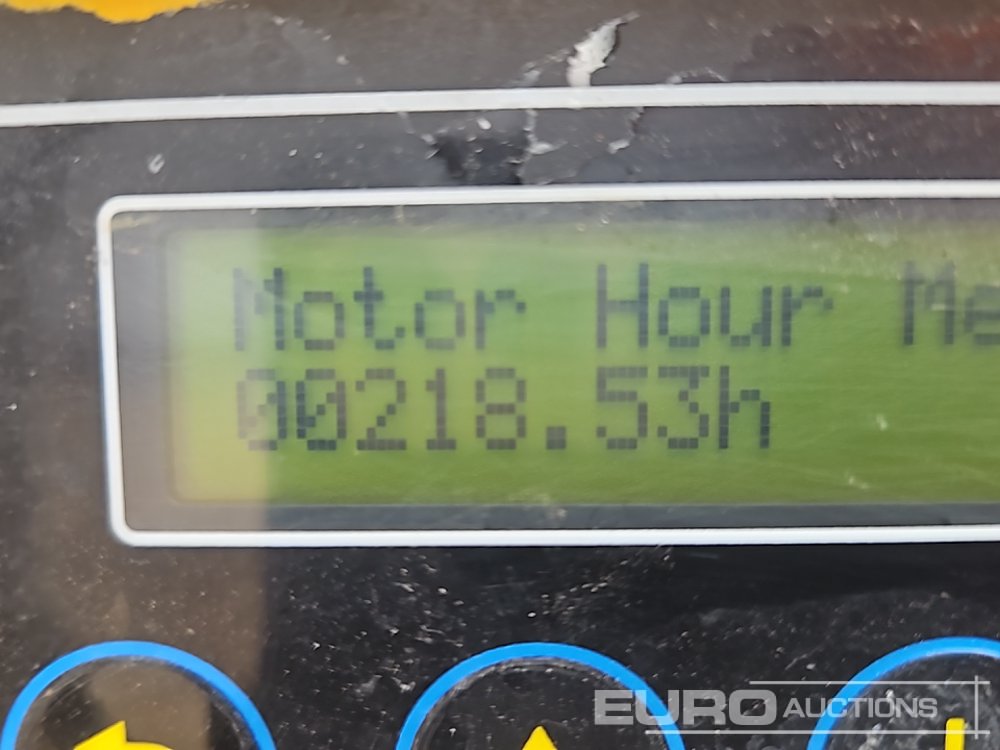 Motor Hour Me
00218.53h
EURO AUCTIONS